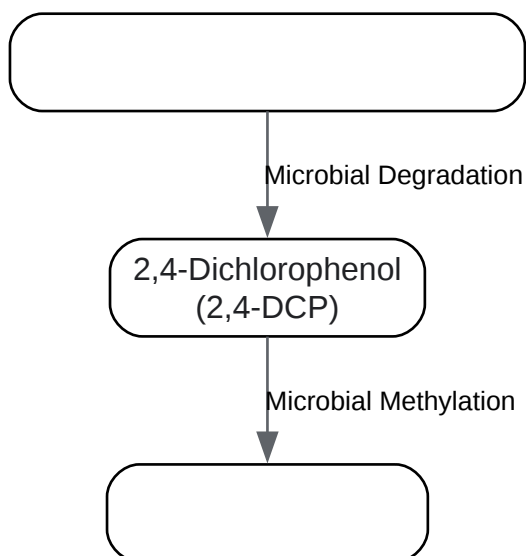 Microbial Degradation
2,4-Dichlorophenol
(2,4-DCP)
Microbial Methylation